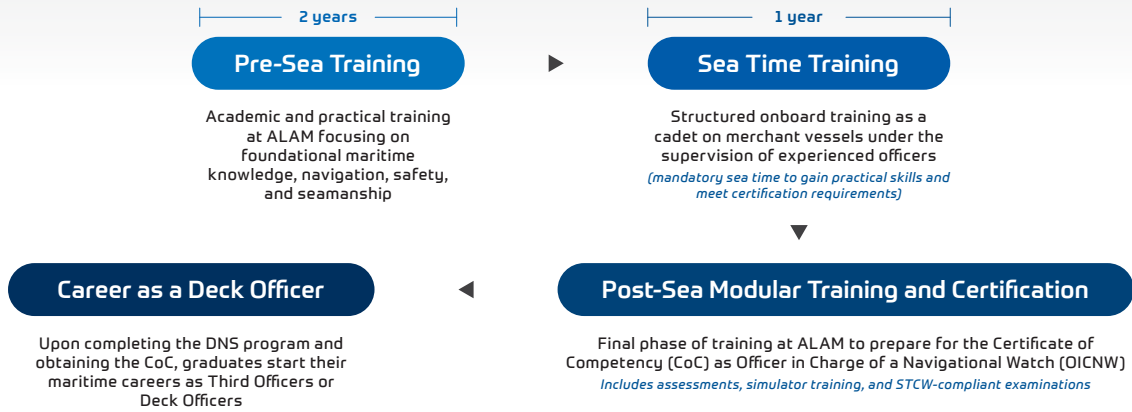 2 years
Pre-Sea Training
Academic and practical training
at ALAM focusing on
foundational maritime
knowledge, navigation, safety,
and seamanship
1 year
Sea Time Training
Structured onboard training as a
cadet on merchant vessels under the
supervision of experienced officers
(mandatory sea time to gain practical skills and
meet certification requirements)
Post-Sea Modular Training and Certification
Final phase of training at ALAM to prepare for the Certificate of
Competency (CoC) as Officer in Charge of a Navigational Watch (OICNW)
Includes assessments, simulator training, and STCW-compliant examinations
Career as a Deck Officer
Upon completing the DNS program and
obtaining the CoC, graduates start their
maritime careers as Third Officers or
Deck Officers